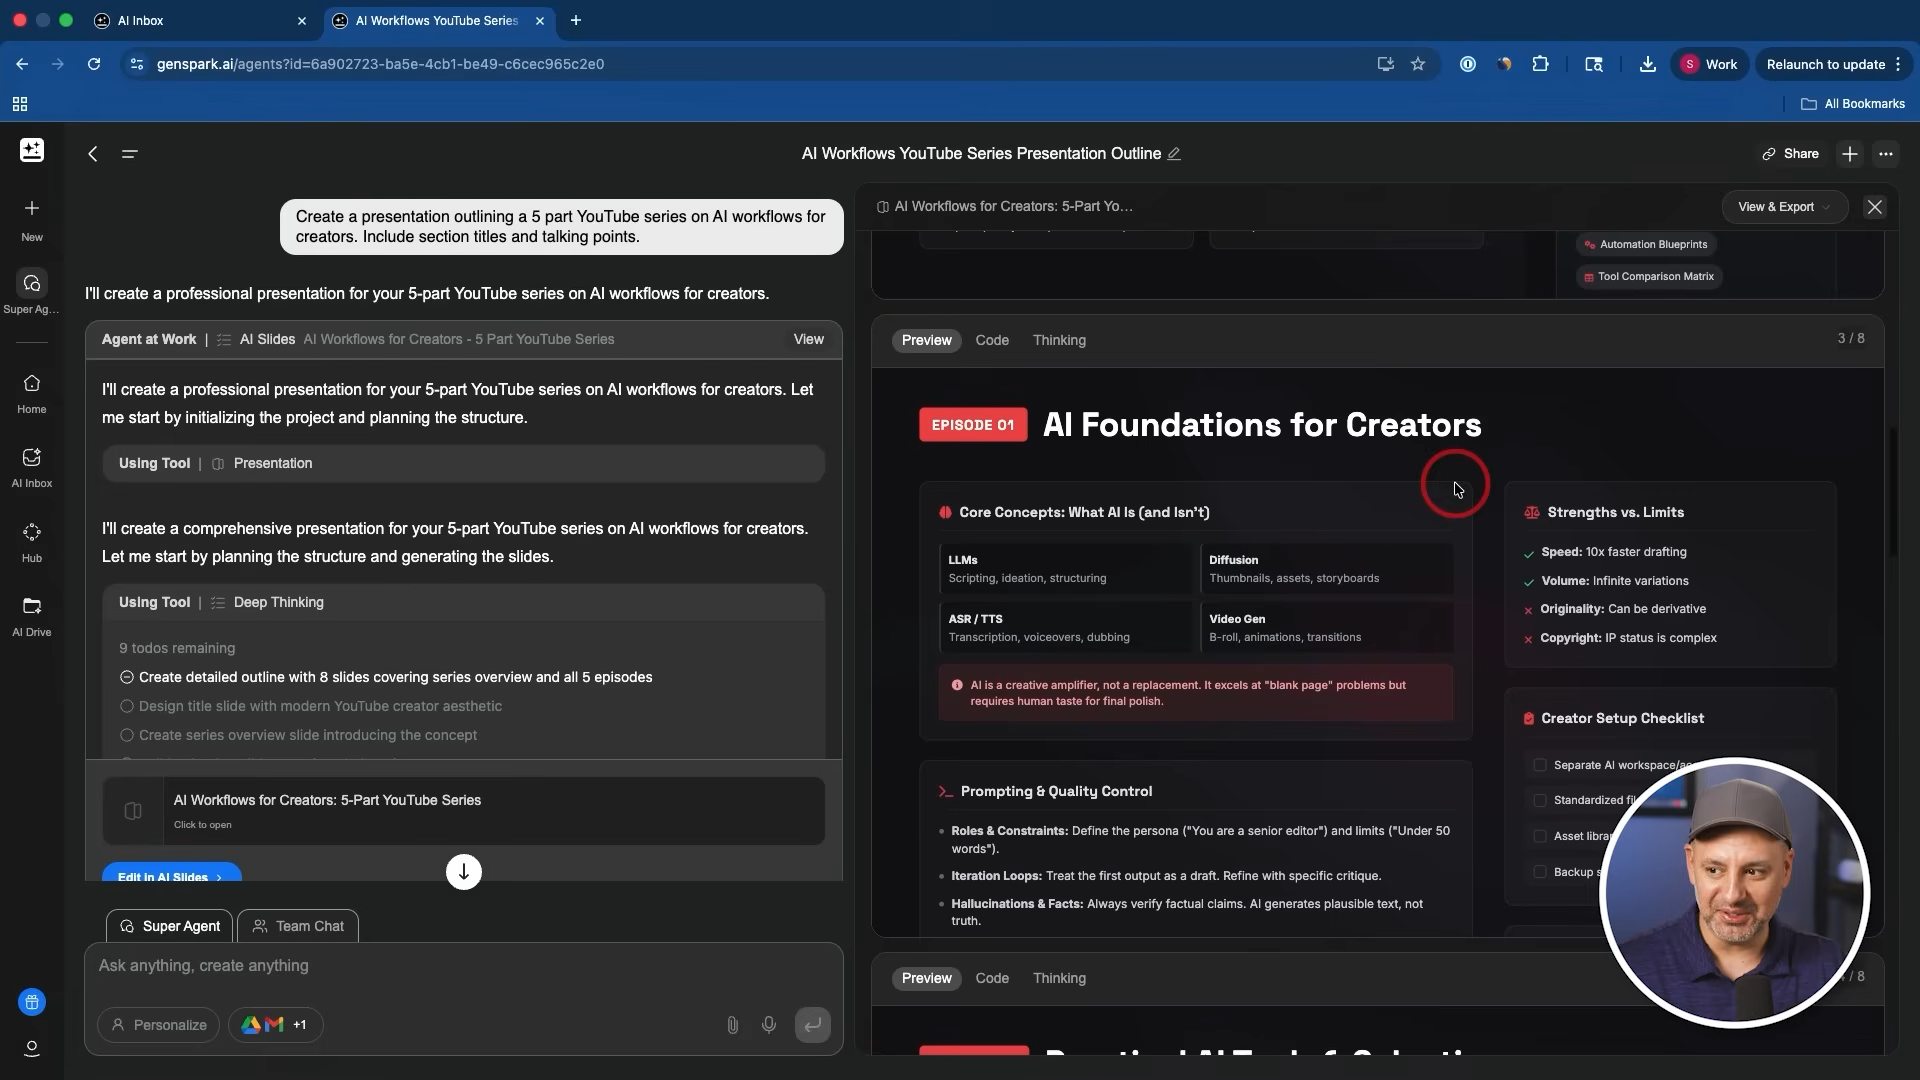 AI Inbox
AI Workflows YouTube Series
genspark.ai/agents?id=6a902723-ba5e-4cb1-be49-c6cec965c2e0
S Work
Relaunch to update
All Bookmarks
AI Workflows YouTube Series Presentation Outline
Share
New
Super Ag...
Home
AI Inbox
Hub
AI Drive
Create a presentation outlining a 5 part YouTube series on AI workflows for
creators. Include section titles and talking points.
I'll create a professional presentation for your 5-part YouTube series on AI workflows for creators.
Agent at Work | AI Slides AI Workflows for Creators - 5 Part YouTube Series View
I'll create a professional presentation for your 5-part YouTube series on AI workflows for creators. Let
me start by initializing the project and planning the structure.
Using Tool | Presentation
I'll create a comprehensive presentation for your 5-part YouTube series on AI workflows for creators.
Let me start by planning the structure and generating the slides.
Using Tool | Deep Thinking
9 todos remaining
Create detailed outline with 8 slides covering series overview and all 5 episodes
Design title slide with modern YouTube creator aesthetic
Create series overview slide introducing the concept
AI Workflows for Creators: 5-Part YouTube Series
Click to open
Edit in AI Slides >
Super Agent
Team Chat
Ask anything, create anything
Personalize
+1
AI Workflows for Creators: 5-Part Yo...
View & Export
Automation Blueprints
Tool Comparison Matrix
Preview Code Thinking 3 / 8
EPISODE 01 AI Foundations for Creators
Core Concepts: What AI Is (and Isn't)
LLMs
Scripting, ideation, structuring
Diffusion
Thumbnails, assets, storyboards
ASR / TTS
Transcription, voiceovers, dubbing
Video Gen
B-roll, animations, transitions
AI is a creative amplifier, not a replacement. It excels at "blank page" problems but
requires human taste for final polish.
Strengths vs. Limits
Speed: 10x faster drafting
Volume: Infinite variations
Originality: Can be derivative
Copyright: IP status is complex
Creator Setup Checklist
Separate AI
Standardized
Asset
Backup
Prompting & Quality Control
Roles & Constraints: Define the persona ("You are a senior editor") and limits ("Under 50
words").
Iteration Loops: Treat the first output as a draft. Refine with specific critique.
Hallucinations & Facts: Always verify factual claims. AI generates plausible text, not
truth.
Preview Code Thinking / 8